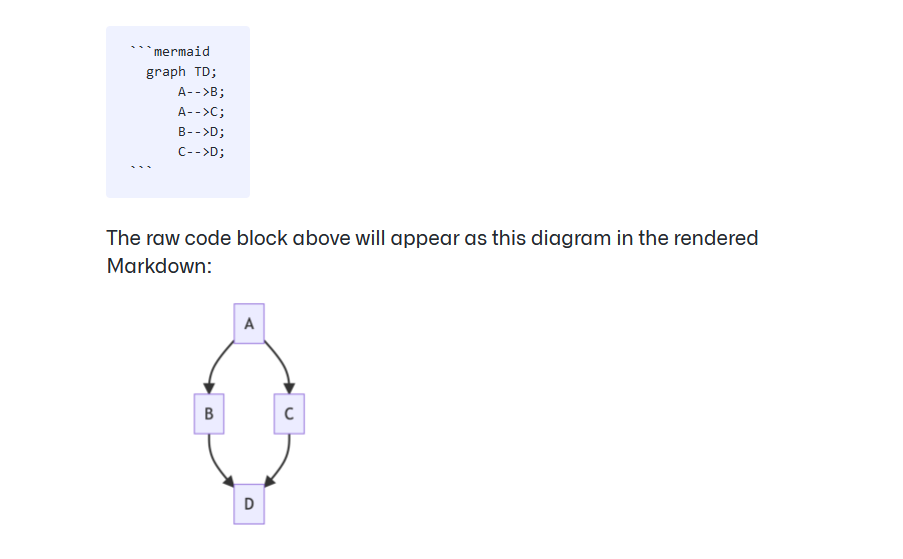 ```mermaid
  graph TD;
      A-->B;
      A-->C;
      B-->D;
      C-->D;
```
The raw code block above will appear as this diagram in the rendered
Markdown:
A
B C
D